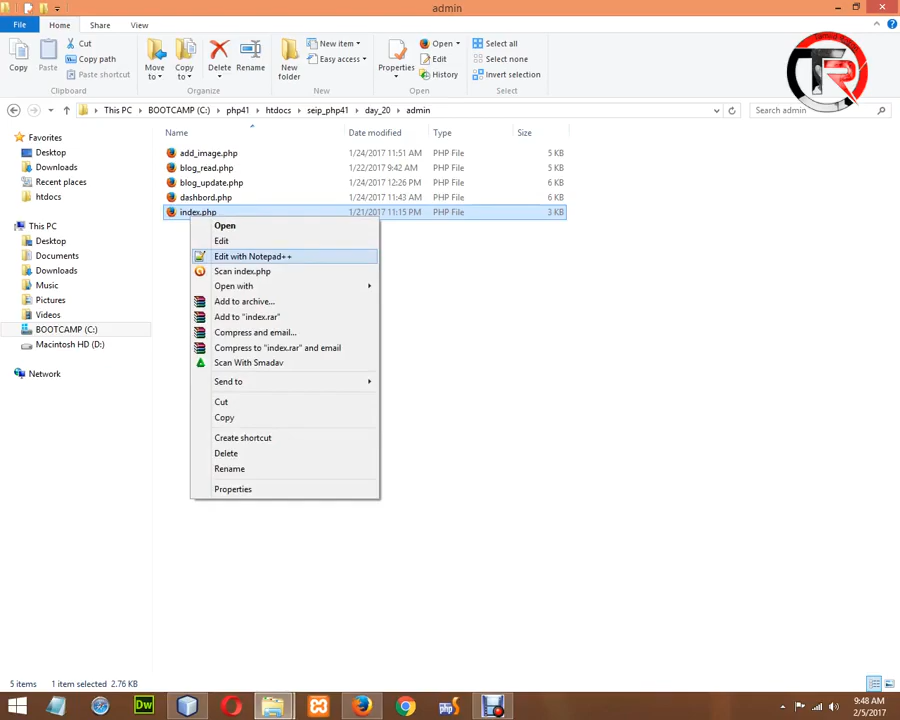 admin
File Home Share View
Copy
Paste
Cut
Copy path
Paste shortcut
Clipboard
Move to
Copy to
Delete
Rename
Organize
New folder
New item
Easy access
New
Properties
Open
Edit
History
Open
Select all
Select none
Invert selection
Select
This PC BOOTCAMP (C:) php41 htdocs seip_php41 day_20 admin
Search admin
Favorites
Desktop
Downloads
Recent places
htdocs
This PC
Desktop
Documents
Downloads
Music
Pictures
Videos
BOOTCAMP (C:)
Macintosh HD (D:)
Network
Name Date modified Type Size
add_image.php 1/24/2017 11:51 AM PHP File 5 KB
blog_read.php 1/22/2017 9:42 AM PHP File 5 KB
blog_update.php 1/24/2017 12:26 PM PHP File 6 KB
dashbord.php 1/24/2017 11:43 AM PHP File 6 KB
index.php 1/21/2017 11:15 PM PHP File 3 KB
Open
Edit
Edit with Notepad++
Scan index.php
Open with
Add to archive...
Add to "index.rar"
Compress and email...
Compress to "index.rar" and email
Scan With Smadav
Send to
Cut
Copy
Create shortcut
Delete
Rename
Properties
5 items 1 item selected 2.76 KB
Dw
9:48 AM
2/5/2017